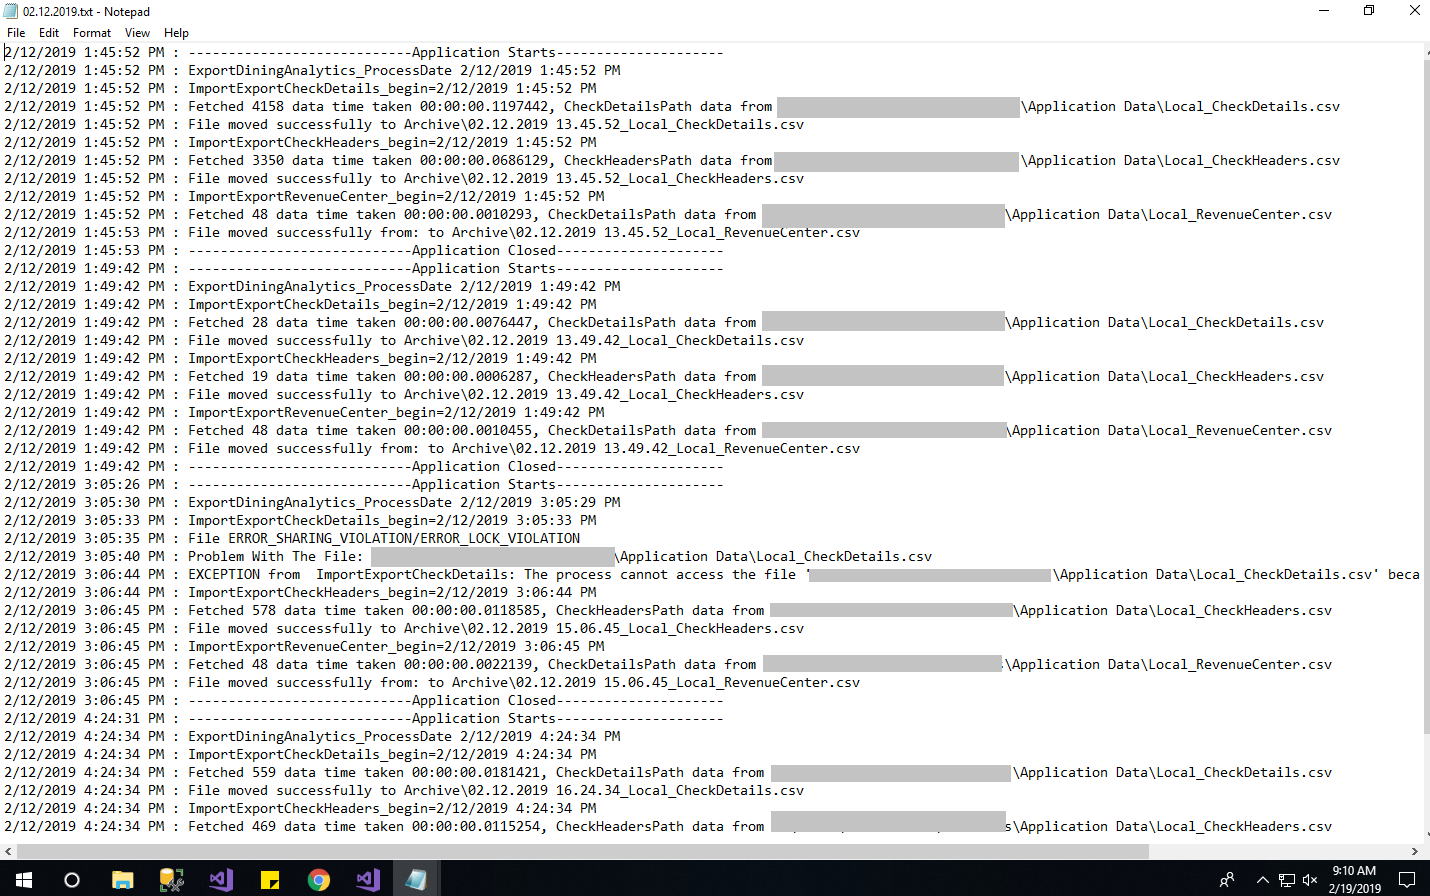 02.12.2019.txt - Notepad
File Edit Format View Help
2/12/2019 1:45:52 PM : ----------------------------Application Starts---------------------
2/12/2019 1:45:52 PM : ExportDiningAnalytics_ProcessDate 2/12/2019 1:45:52 PM
2/12/2019 1:45:52 PM : ImportExportCheckDetails_begin=2/12/2019 1:45:52 PM
2/12/2019 1:45:52 PM : Fetched 4158 data time taken 00:00:00.1197442, CheckDetailsPath data from \Application Data\Local_CheckDetails.csv
2/12/2019 1:45:52 PM : File moved successfully to Archive\02.12.2019 13.45.52_Local_CheckDetails.csv
2/12/2019 1:45:52 PM : ImportExportCheckHeaders_begin=2/12/2019 1:45:52 PM
2/12/2019 1:45:52 PM : Fetched 3350 data time taken 00:00:00.0686129, CheckHeadersPath data from \Application Data\Local_CheckHeaders.csv
2/12/2019 1:45:52 PM : File moved successfully to Archive\02.12.2019 13.45.52_Local_CheckHeaders.csv
2/12/2019 1:45:52 PM : ImportExportRevenueCenter_begin=2/12/2019 1:45:52 PM
2/12/2019 1:45:52 PM : Fetched 48 data time taken 00:00:00.0010293, CheckDetailsPath data from \Application Data\Local_RevenueCenter.csv
2/12/2019 1:45:53 PM : File moved successfully from: to Archive\02.12.2019 13.45.52_Local_RevenueCenter.csv
2/12/2019 1:45:53 PM : ----------------------------Application Closed---------------------
2/12/2019 1:49:42 PM : ----------------------------Application Starts---------------------
2/12/2019 1:49:42 PM : ExportDiningAnalytics_ProcessDate 2/12/2019 1:49:42 PM
2/12/2019 1:49:42 PM : ImportExportCheckDetails_begin=2/12/2019 1:49:42 PM
2/12/2019 1:49:42 PM : Fetched 28 data time taken 00:00:00.0076447, CheckDetailsPath data from \Application Data\Local_CheckDetails.csv
2/12/2019 1:49:42 PM : File moved successfully to Archive\02.12.2019 13.49.42_Local_CheckDetails.csv
2/12/2019 1:49:42 PM : ImportExportCheckHeaders_begin=2/12/2019 1:49:42 PM
2/12/2019 1:49:42 PM : Fetched 19 data time taken 00:00:00.0006287, CheckHeadersPath data from \Application Data\Local_CheckHeaders.csv
2/12/2019 1:49:42 PM : File moved successfully to Archive\02.12.2019 13.49.42_Local_CheckHeaders.csv
2/12/2019 1:49:42 PM : ImportExportRevenueCenter_begin=2/12/2019 1:49:42 PM
2/12/2019 1:49:42 PM : Fetched 48 data time taken 00:00:00.0010455, CheckDetailsPath data from \Application Data\Local_RevenueCenter.csv
2/12/2019 1:49:42 PM : File moved successfully from: to Archive\02.12.2019 13.49.42_Local_RevenueCenter.csv
2/12/2019 1:49:42 PM : ----------------------------Application Closed---------------------
2/12/2019 3:05:26 PM : ----------------------------Application Starts---------------------
2/12/2019 3:05:30 PM : ExportDiningAnalytics_ProcessDate 2/12/2019 3:05:29 PM
2/12/2019 3:05:33 PM : ImportExportCheckDetails_begin=2/12/2019 3:05:33 PM
2/12/2019 3:05:35 PM : File ERROR_SHARING_VIOLATION/ERROR_LOCK_VIOLATION
2/12/2019 3:05:40 PM : Problem With The File: \Application Data\Local_CheckDetails.csv
2/12/2019 3:06:44 PM : EXCEPTION from  ImportExportCheckDetails: The process cannot access the file ' \Application Data\Local_CheckDetails.csv' beca
2/12/2019 3:06:44 PM : ImportExportCheckHeaders_begin=2/12/2019 3:06:44 PM
2/12/2019 3:06:45 PM : Fetched 578 data time taken 00:00:00.0118585, CheckHeadersPath data from \Application Data\Local_CheckHeaders.csv
2/12/2019 3:06:45 PM : File moved successfully to Archive\02.12.2019 15.06.45_Local_CheckHeaders.csv
2/12/2019 3:06:45 PM : ImportExportRevenueCenter_begin=2/12/2019 3:06:45 PM
2/12/2019 3:06:45 PM : Fetched 48 data time taken 00:00:00.0022139, CheckDetailsPath data from \Application Data\Local_RevenueCenter.csv
2/12/2019 3:06:45 PM : File moved successfully from: to Archive\02.12.2019 15.06.45_Local_RevenueCenter.csv
2/12/2019 3:06:45 PM : ----------------------------Application Closed---------------------
2/12/2019 4:24:31 PM : ----------------------------Application Starts---------------------
2/12/2019 4:24:34 PM : ExportDiningAnalytics_ProcessDate 2/12/2019 4:24:34 PM
2/12/2019 4:24:34 PM : ImportExportCheckDetails_begin=2/12/2019 4:24:34 PM
2/12/2019 4:24:34 PM : Fetched 559 data time taken 00:00:00.0181421, CheckDetailsPath data from \Application Data\Local_CheckDetails.csv
2/12/2019 4:24:34 PM : File moved successfully to Archive\02.12.2019 16.24.34_Local_CheckDetails.csv
2/12/2019 4:24:34 PM : ImportExportCheckHeaders_begin=2/12/2019 4:24:34 PM
2/12/2019 4:24:34 PM : Fetched 469 data time taken 00:00:00.0115254, CheckHeadersPath data from s\Application Data\Local_CheckHeaders.csv
9:10 AM
2/19/2019